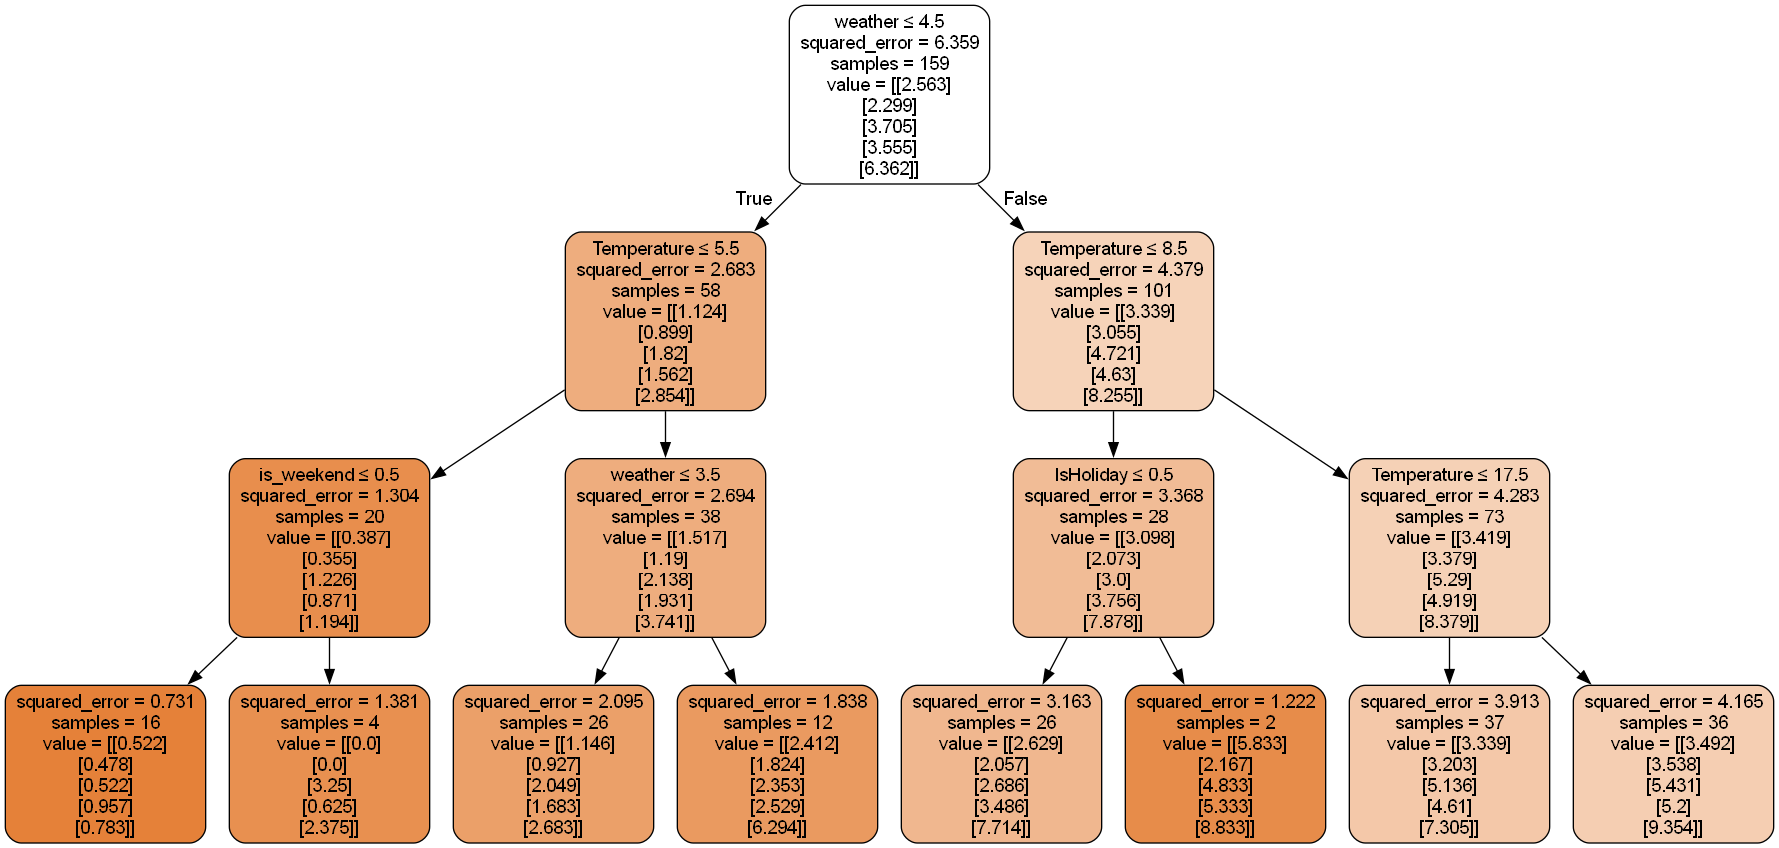 weather ≤ 4.5
squared_error = 6.359
samples = 159
value = [[2.563]
[2.299]
[3.705]
[3.555]
[6.362]]
True
False
Temperature ≤ 5.5
squared_error = 2.683
samples = 58
value = [[1.124]
[0.899]
[1.82]
[1.562]
[2.854]]
Temperature ≤ 8.5
squared_error = 4.379
samples = 101
value = [[3.339]
[3.055]
[4.721]
[4.63]
[8.255]]
is_weekend ≤ 0.5
squared_error = 1.304
samples = 20
value = [[0.387]
[0.355]
[1.226]
[0.871]
[1.194]]
weather ≤ 3.5
squared_error = 2.694
samples = 38
value = [[1.517]
[1.19]
[2.138]
[1.931]
[3.741]]
IsHoliday ≤ 0.5
squared_error = 3.368
samples = 28
value = [[3.098]
[2.073]
[3.0]
[3.756]
[7.878]]
Temperature ≤ 17.5
squared_error = 4.283
samples = 73
value = [[3.419]
[3.379]
[5.29]
[4.919]
[8.379]]
squared_error = 0.731
samples = 16
value = [[0.522]
[0.478]
[0.522]
[0.957]
[0.783]]
squared_error = 1.381
samples = 4
value = [[0.0]
[0.0]
[3.25]
[0.625]
[2.375]]
squared_error = 2.095
samples = 26
value = [[1.146]
[0.927]
[2.049]
[1.683]
[2.683]]
squared_error = 1.838
samples = 12
value = [[2.412]
[1.824]
[2.353]
[2.529]
[6.294]]
squared_error = 3.163
samples = 26
value = [[2.629]
[2.057]
[2.686]
[3.486]
[7.714]]
squared_error = 1.222
samples = 2
value = [[5.833]
[2.167]
[4.833]
[5.333]
[8.833]]
squared_error = 3.913
samples = 37
value = [[3.339]
[3.203]
[5.136]
[4.61]
[7.305]]
squared_error = 4.165
samples = 36
value = [[3.492]
[3.538]
[5.431]
[5.2]
[9.354]]